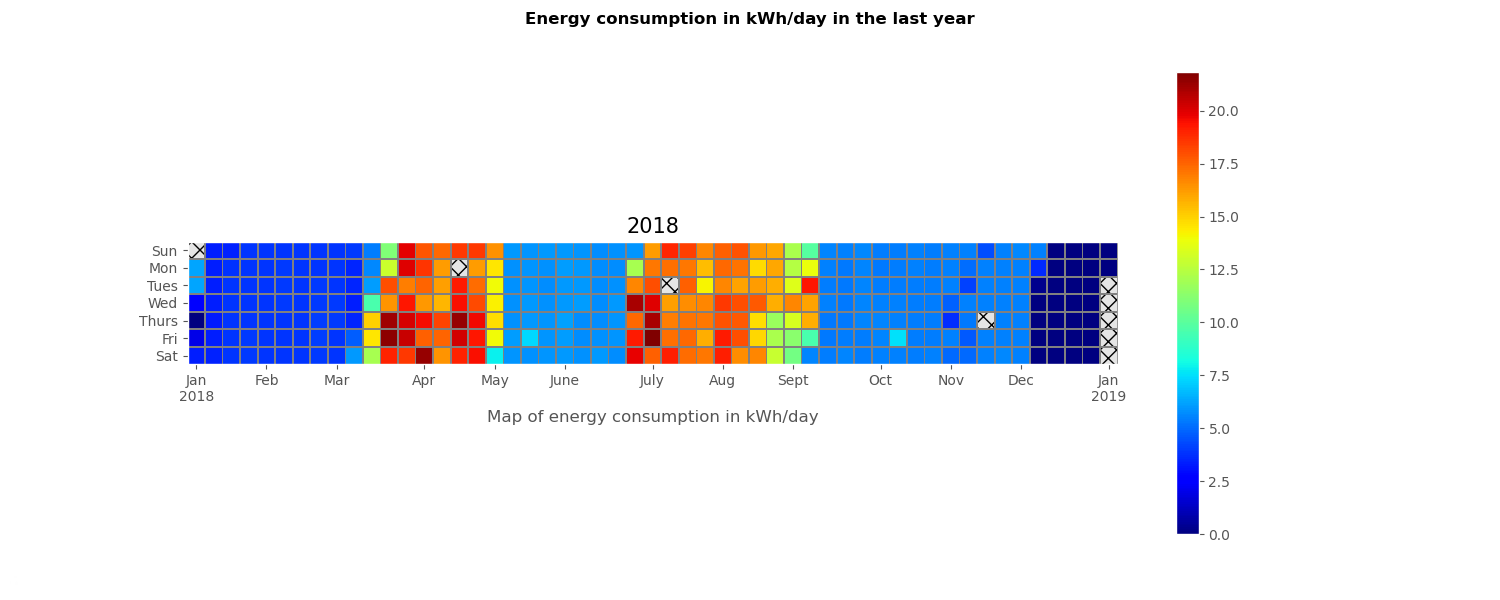 Energy consumption in kWh/day in the last year
2018
Sun
Mon
Tues
Wed
Thurs
Fri
Sat
Jan Feb Mar Apr May June July Aug Sept Oct Nov Dec Jan
2018 2019
Map of energy consumption in kWh/day
20.0
17.5
15.0
12.5
10.0
7.5
5.0
2.5
0.0